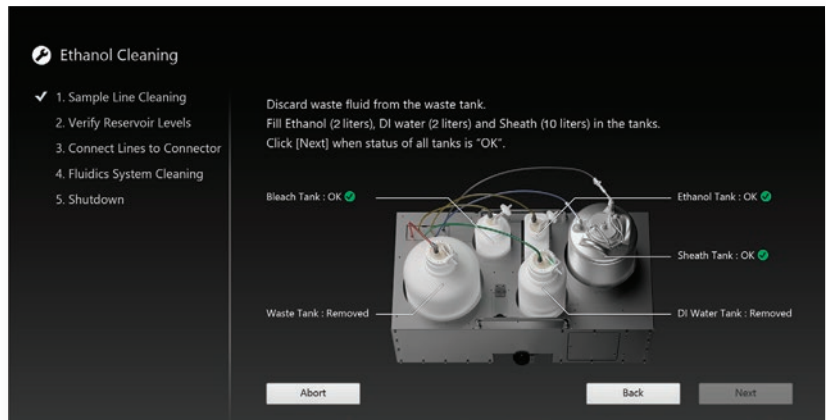 Ethanol Cleaning
1. Sample Line Cleaning
2. Verify Reservoir Levels
3. Connect Lines to Connector
4. Fluidics System Cleaning
5. Shutdown
Discard waste fluid from the waste tank.
Fill Ethanol (2 liters), DI water (2 liters) and Sheath (10 liters) in the tanks.
Click [Next] when status of all tanks is "OK".
Bleach Tank : OK
Ethanol Tank : OK
Sheath Tank : OK
Waste Tank : Removed
DI Water Tank : Removed
Abort
Back
Next